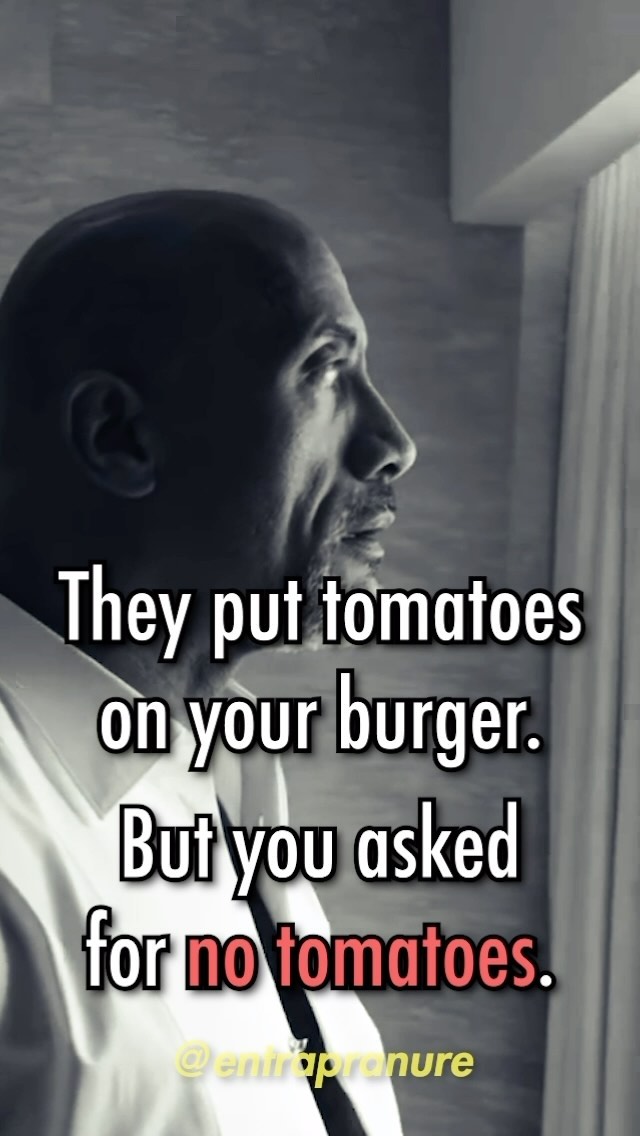 They put tomatoes
on your burger.
But you asked
for no tomatoes.
@entrapranure